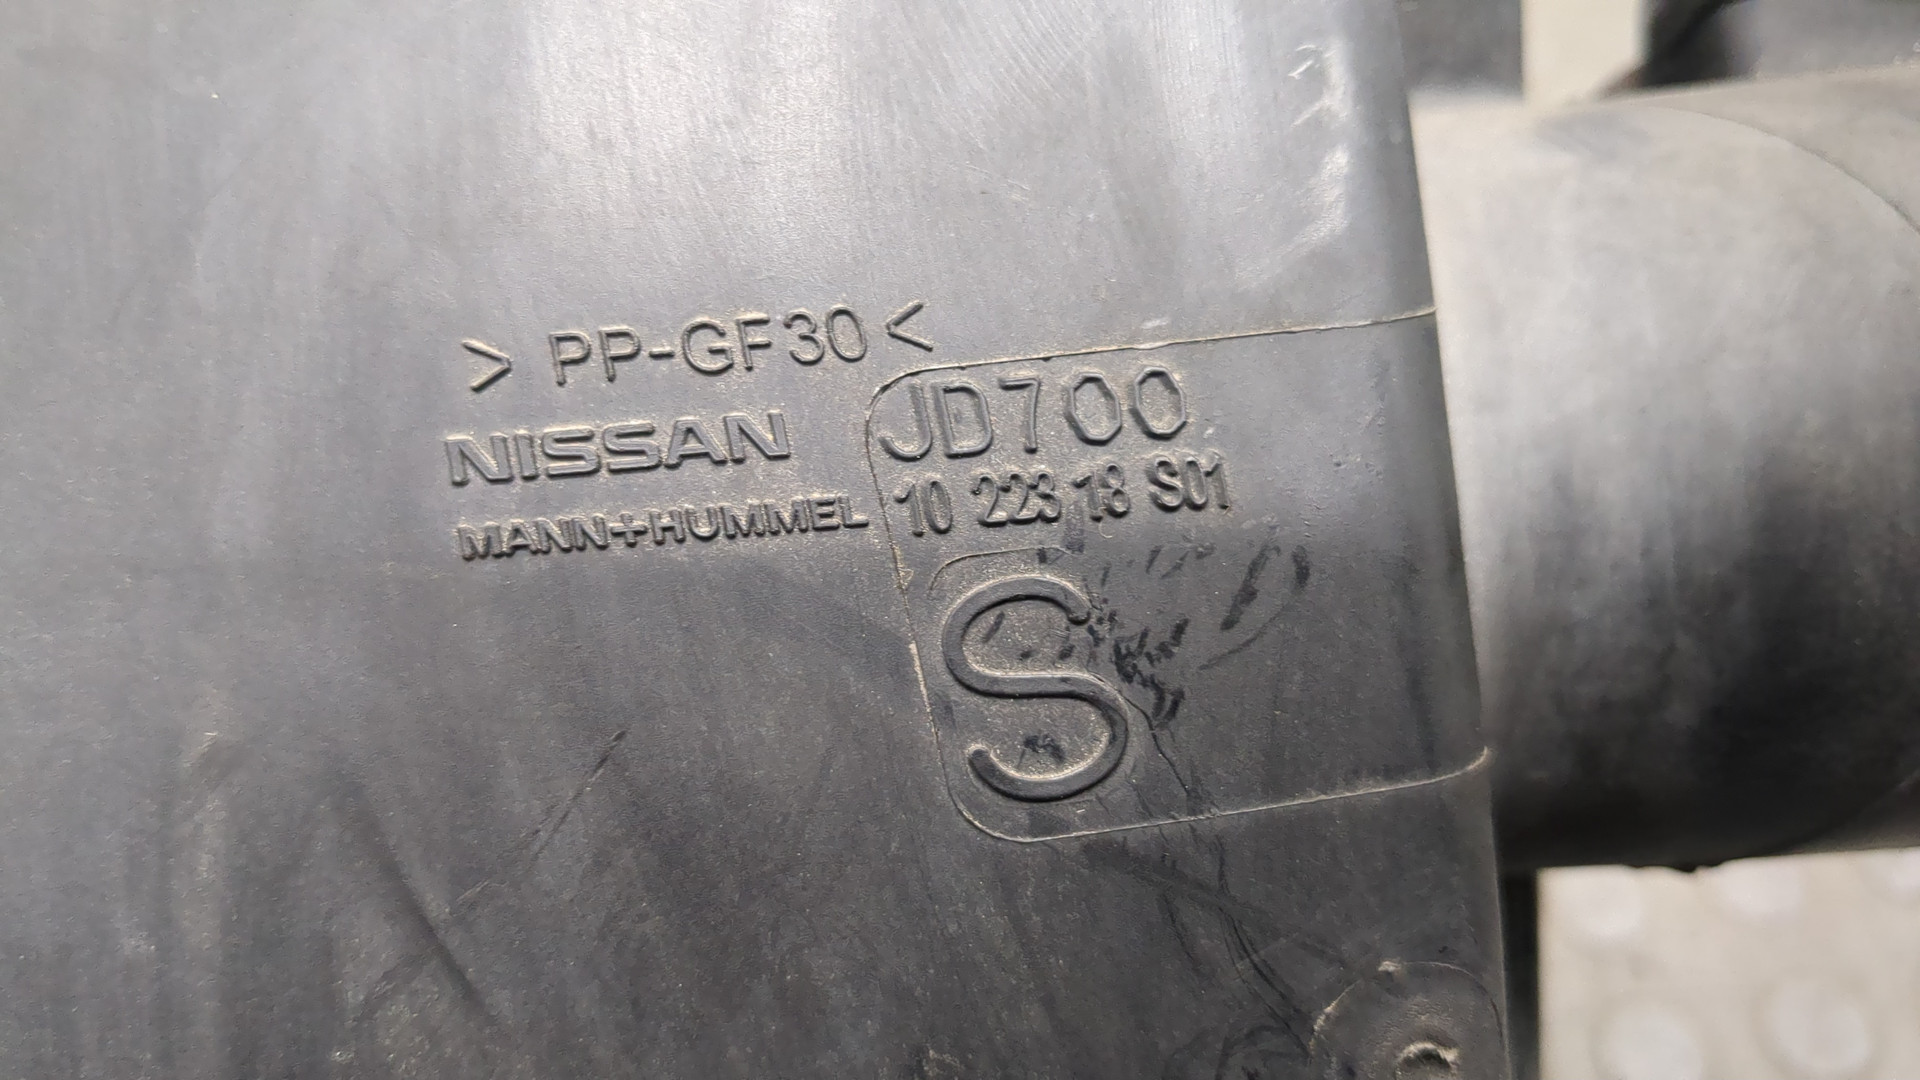 > PP-GF30 <
NISSAN JD700
MANN+HUMMEL 10 223 18 S01
S